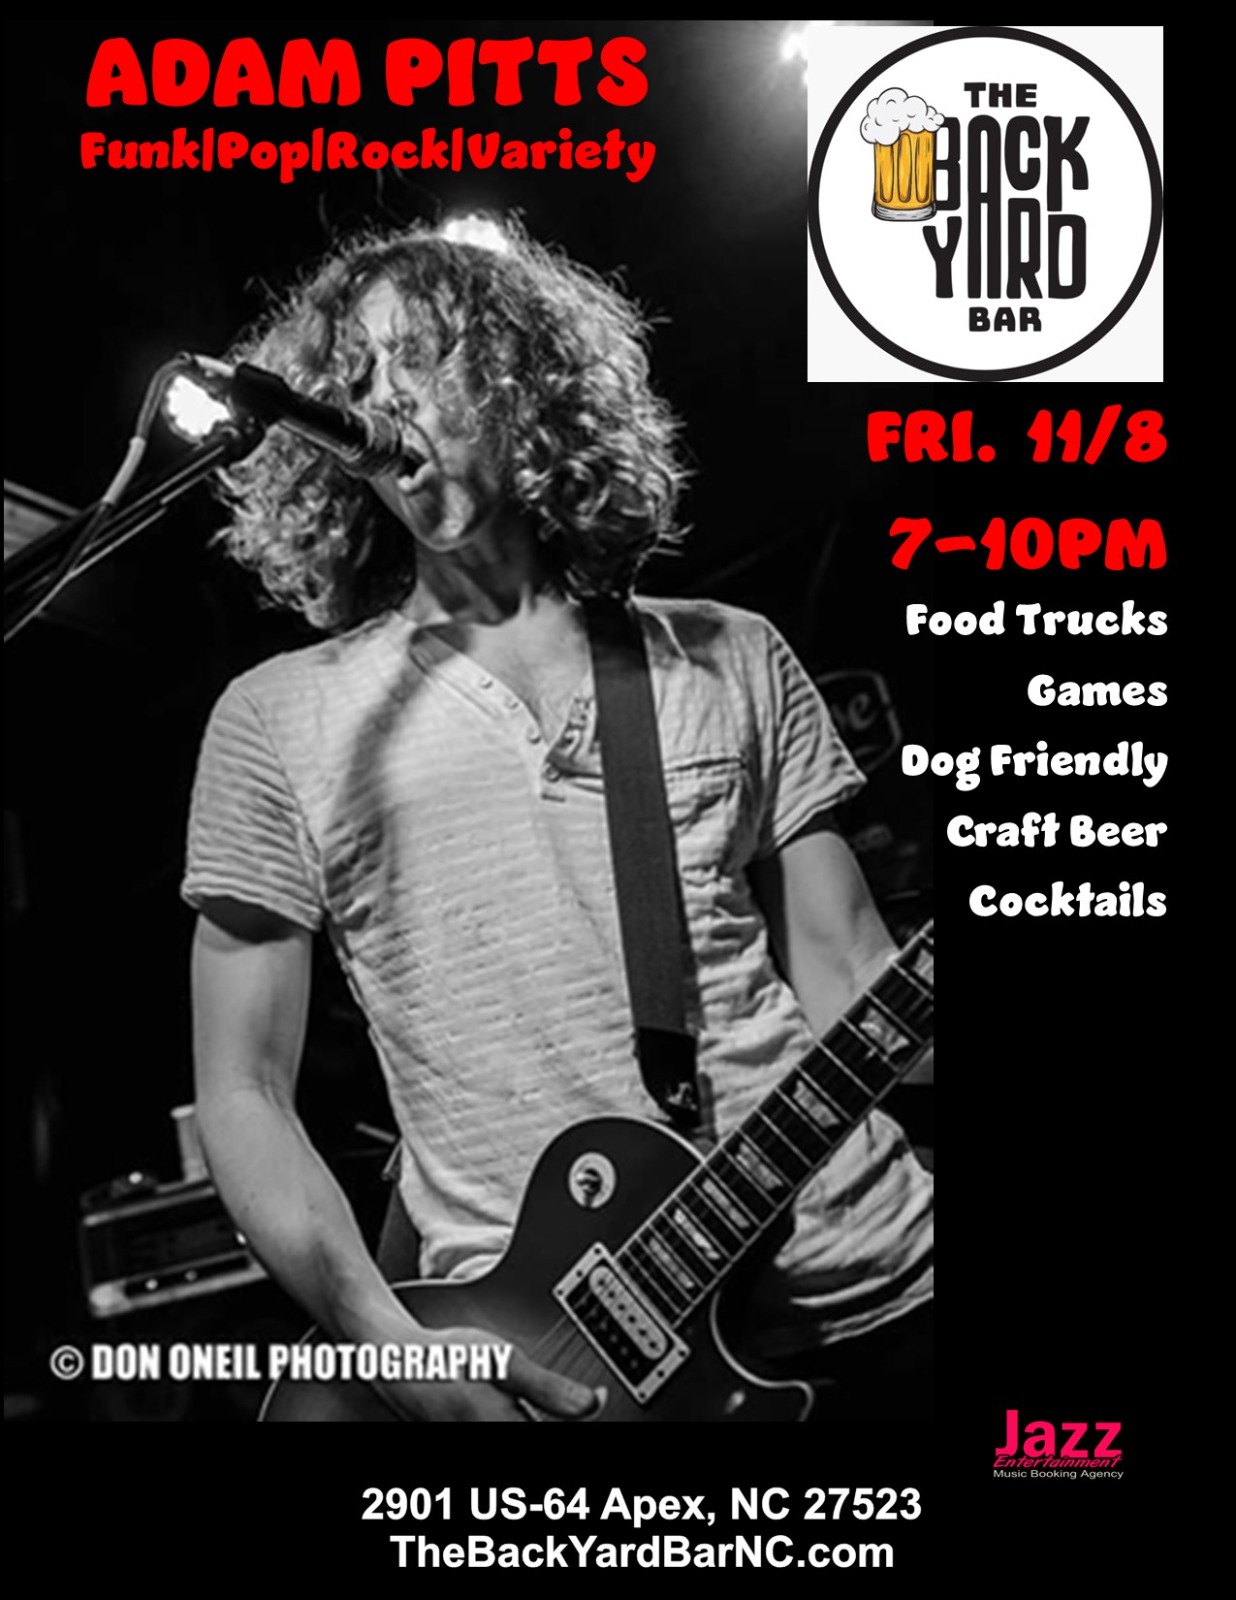 ADAM PITTS
Funk|Pop|Rock|Variety
THE
BACK
YARD
BAR
FRI. 11/8
7-10PM
Food Trucks
Games
Dog Friendly
Craft Beer
Cocktails
© DON ONEIL PHOTOGRAPHY
Jazz
Entertainment
Music Booking Agency
2901 US-64 Apex, NC 27523
TheBackYardBarNC.com